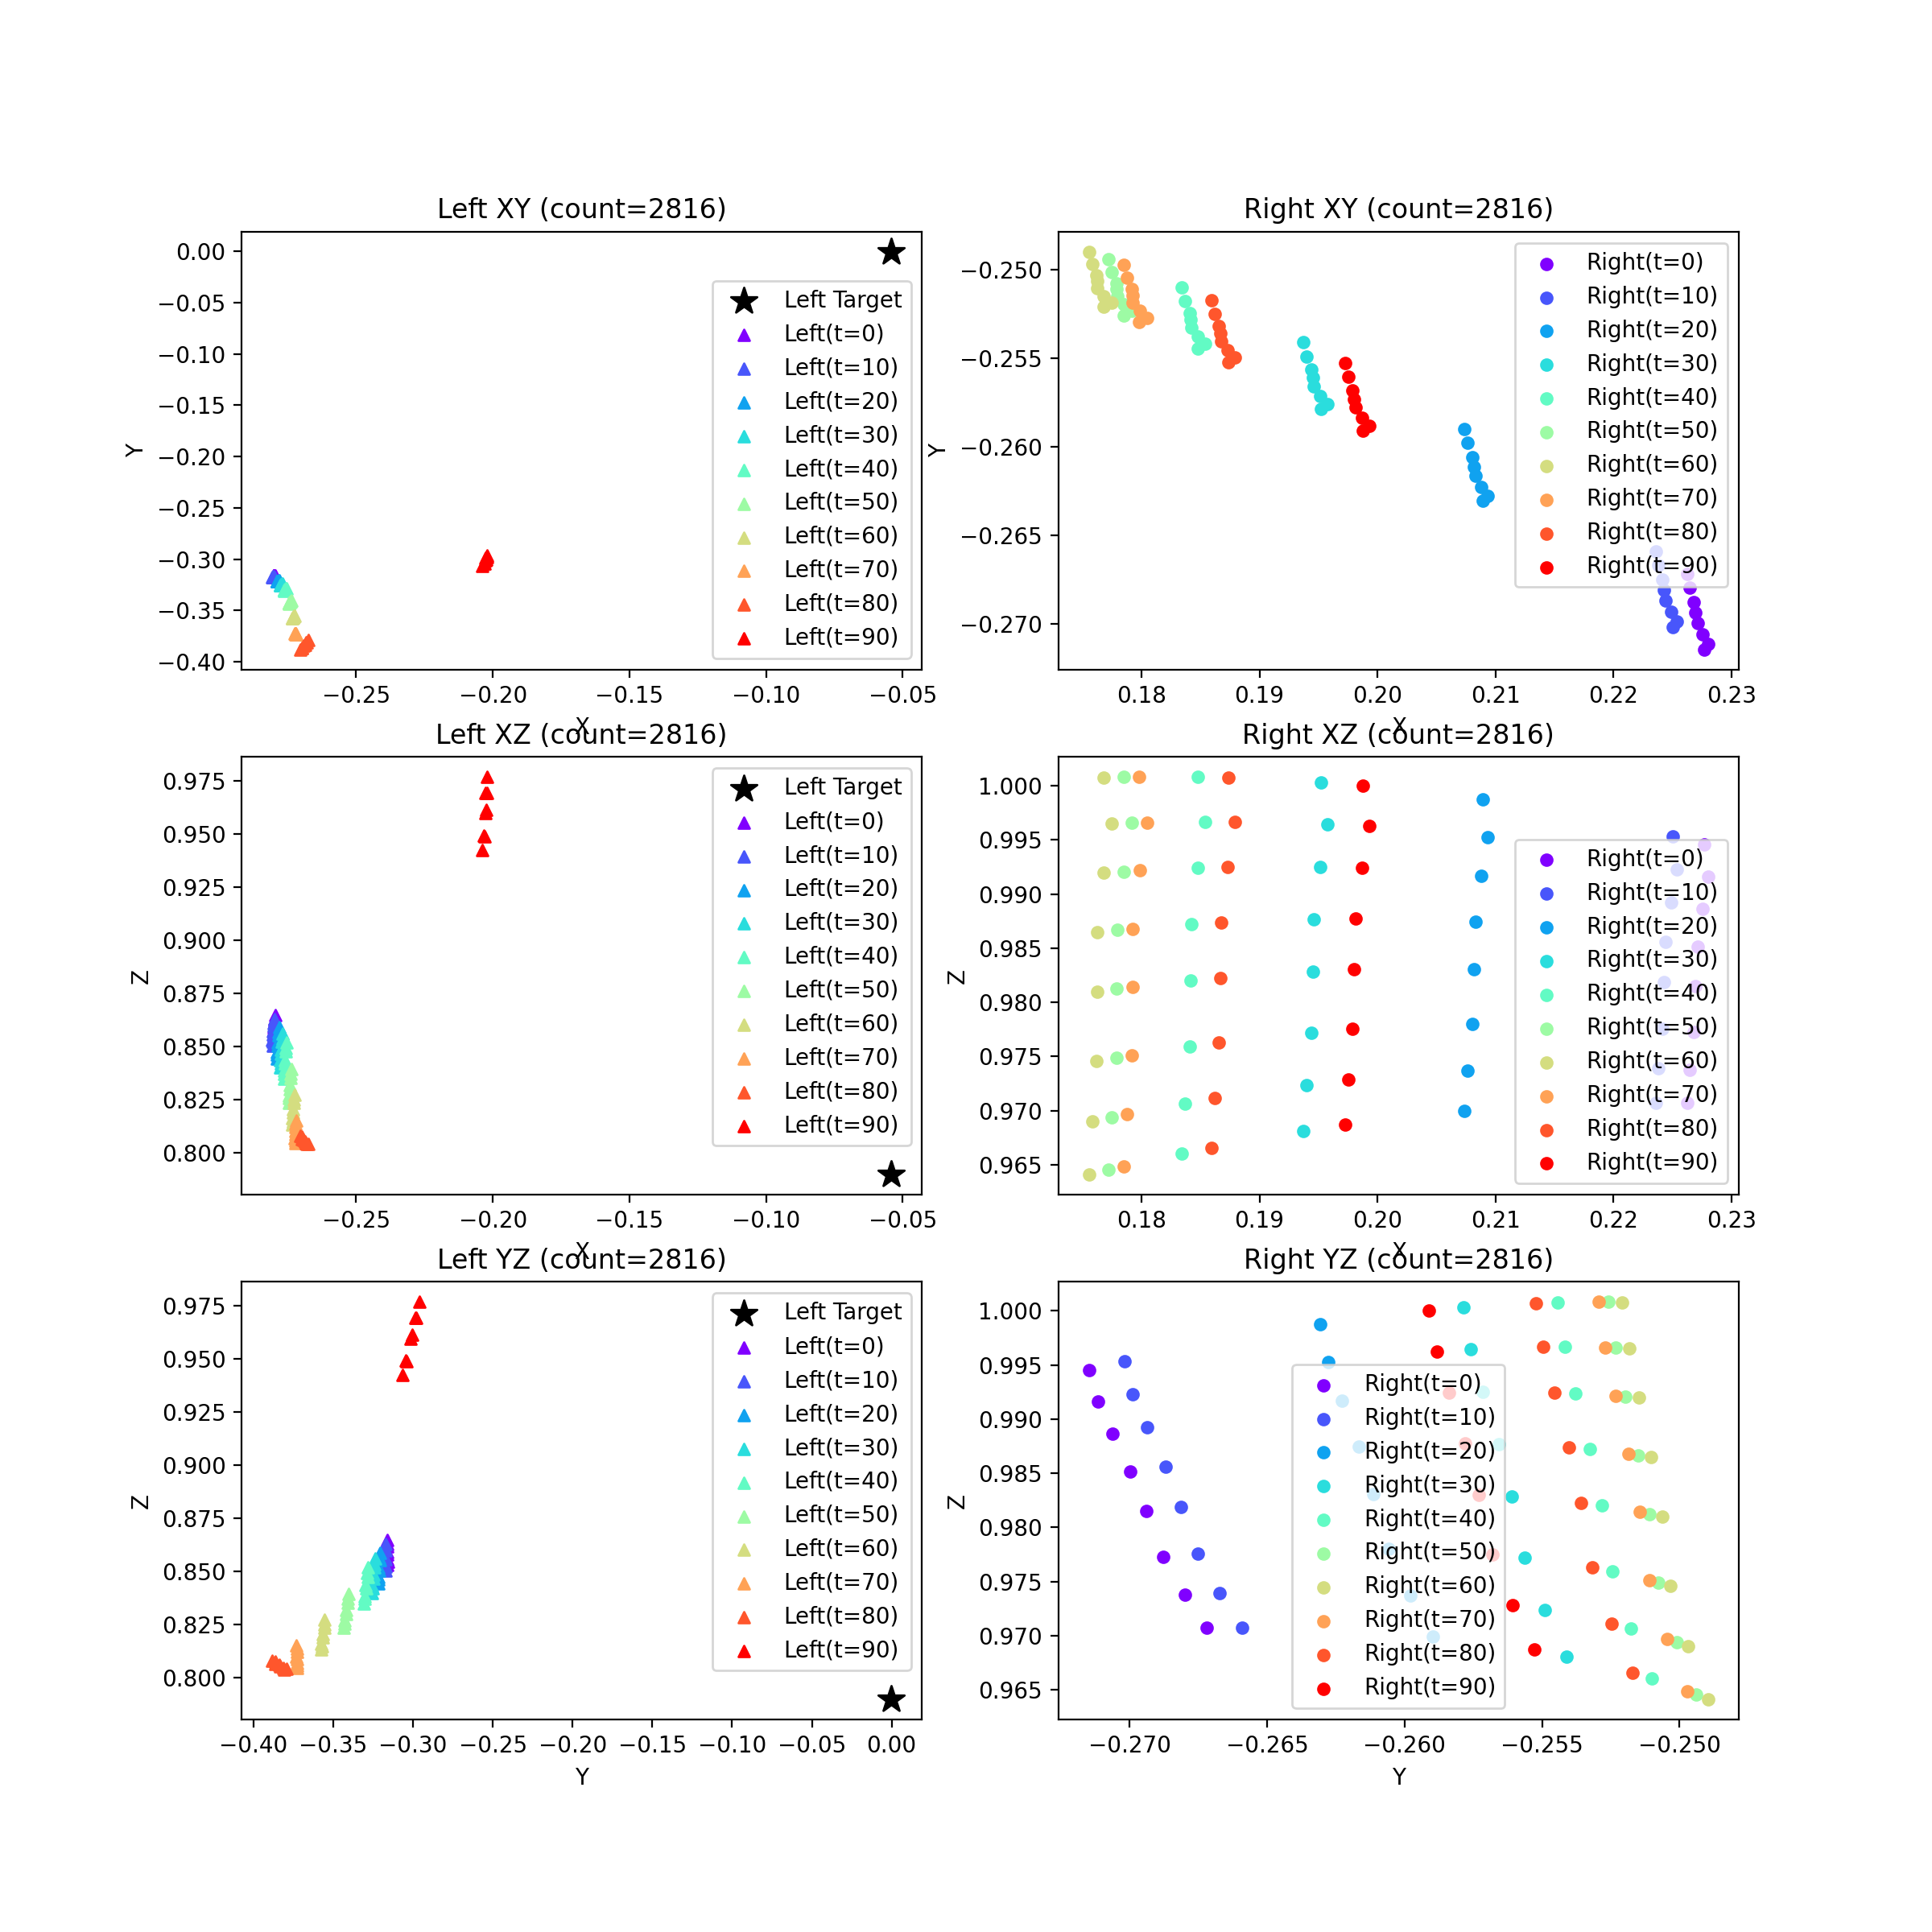 Left XY (count=2816)
0.00
−0.05
−0.10
−0.15
−0.20
−0.25
−0.30
−0.35
−0.40
Y
Left Target
Left(t=0)
Left(t=10)
Left(t=20)
Left(t=30)
Left(t=40)
Left(t=50)
Left(t=60)
Left(t=70)
Left(t=80)
Left(t=90)
−0.25 −0.20 −0.15 −0.10 −0.05
X
Right XY (count=2816)
−0.250
−0.255
−0.260
−0.265
−0.270
Y
Right(t=0)
Right(t=10)
Right(t=20)
Right(t=30)
Right(t=40)
Right(t=50)
Right(t=60)
Right(t=70)
Right(t=80)
Right(t=90)
0.18 0.19 0.20 0.21 0.22 0.23
X
Left XZ (count=2816)
0.975
0.950
0.925
0.900
0.875
0.850
0.825
0.800
Z
Left Target
Left(t=0)
Left(t=10)
Left(t=20)
Left(t=30)
Left(t=40)
Left(t=50)
Left(t=60)
Left(t=70)
Left(t=80)
Left(t=90)
−0.25 −0.20 −0.15 −0.10 −0.05
X
Right XZ (count=2816)
1.000
0.995
0.990
0.985
0.980
0.975
0.970
0.965
Z
Right(t=0)
Right(t=10)
Right(t=20)
Right(t=30)
Right(t=40)
Right(t=50)
Right(t=60)
Right(t=70)
Right(t=80)
Right(t=90)
0.18 0.19 0.20 0.21 0.22 0.23
X
Left YZ (count=2816)
0.975
0.950
0.925
0.900
0.875
0.850
0.825
0.800
Z
Left Target
Left(t=0)
Left(t=10)
Left(t=20)
Left(t=30)
Left(t=40)
Left(t=50)
Left(t=60)
Left(t=70)
Left(t=80)
Left(t=90)
−0.40 −0.35 −0.30 −0.25 −0.20 −0.15 −0.10 −0.05 0.00
Y
Right YZ (count=2816)
1.000
0.995
0.990
0.985
0.980
0.975
0.970
0.965
Z
Right(t=0)
Right(t=10)
Right(t=20)
Right(t=30)
Right(t=40)
Right(t=50)
Right(t=60)
Right(t=70)
Right(t=80)
Right(t=90)
−0.270 −0.265 −0.260 −0.255 −0.250
Y